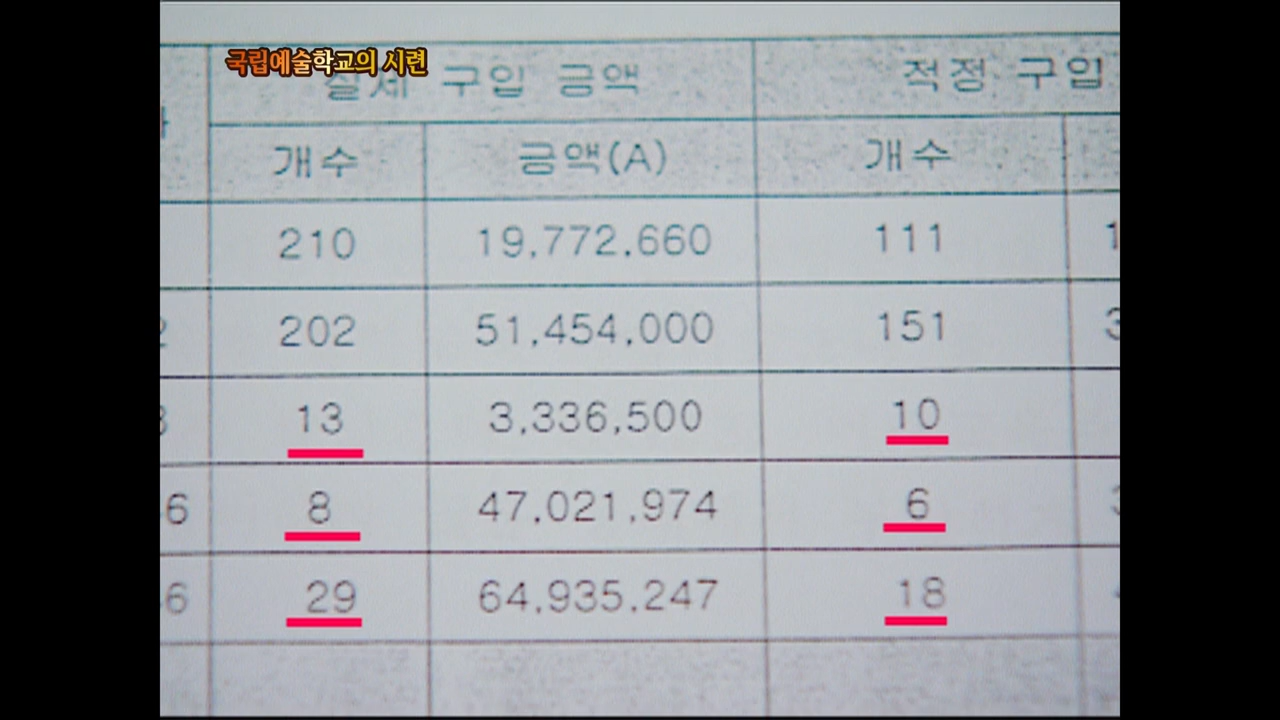 국립예술학교의 시련
실제 구입 금액 적정 구입
개수 금액(A) 개수
210 19,772,660 111
202 51,454,000 151
13 3,336,500 10
6 8 47,021,974 6
6 29 64,935,247 18